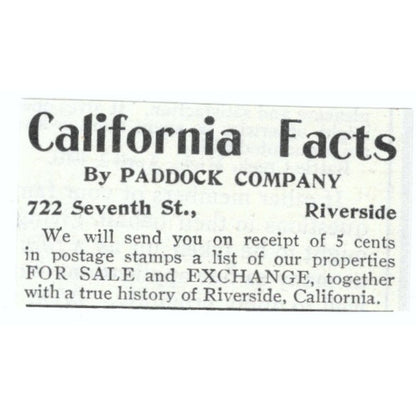 California Facts
By PADDOCK COMPANY
722 Seventh St., Riverside
We will send you on receipt of 5 cents
in postage stamps a list of our properties
FOR SALE and EXCHANGE, together
with a true history of Riverside, California.